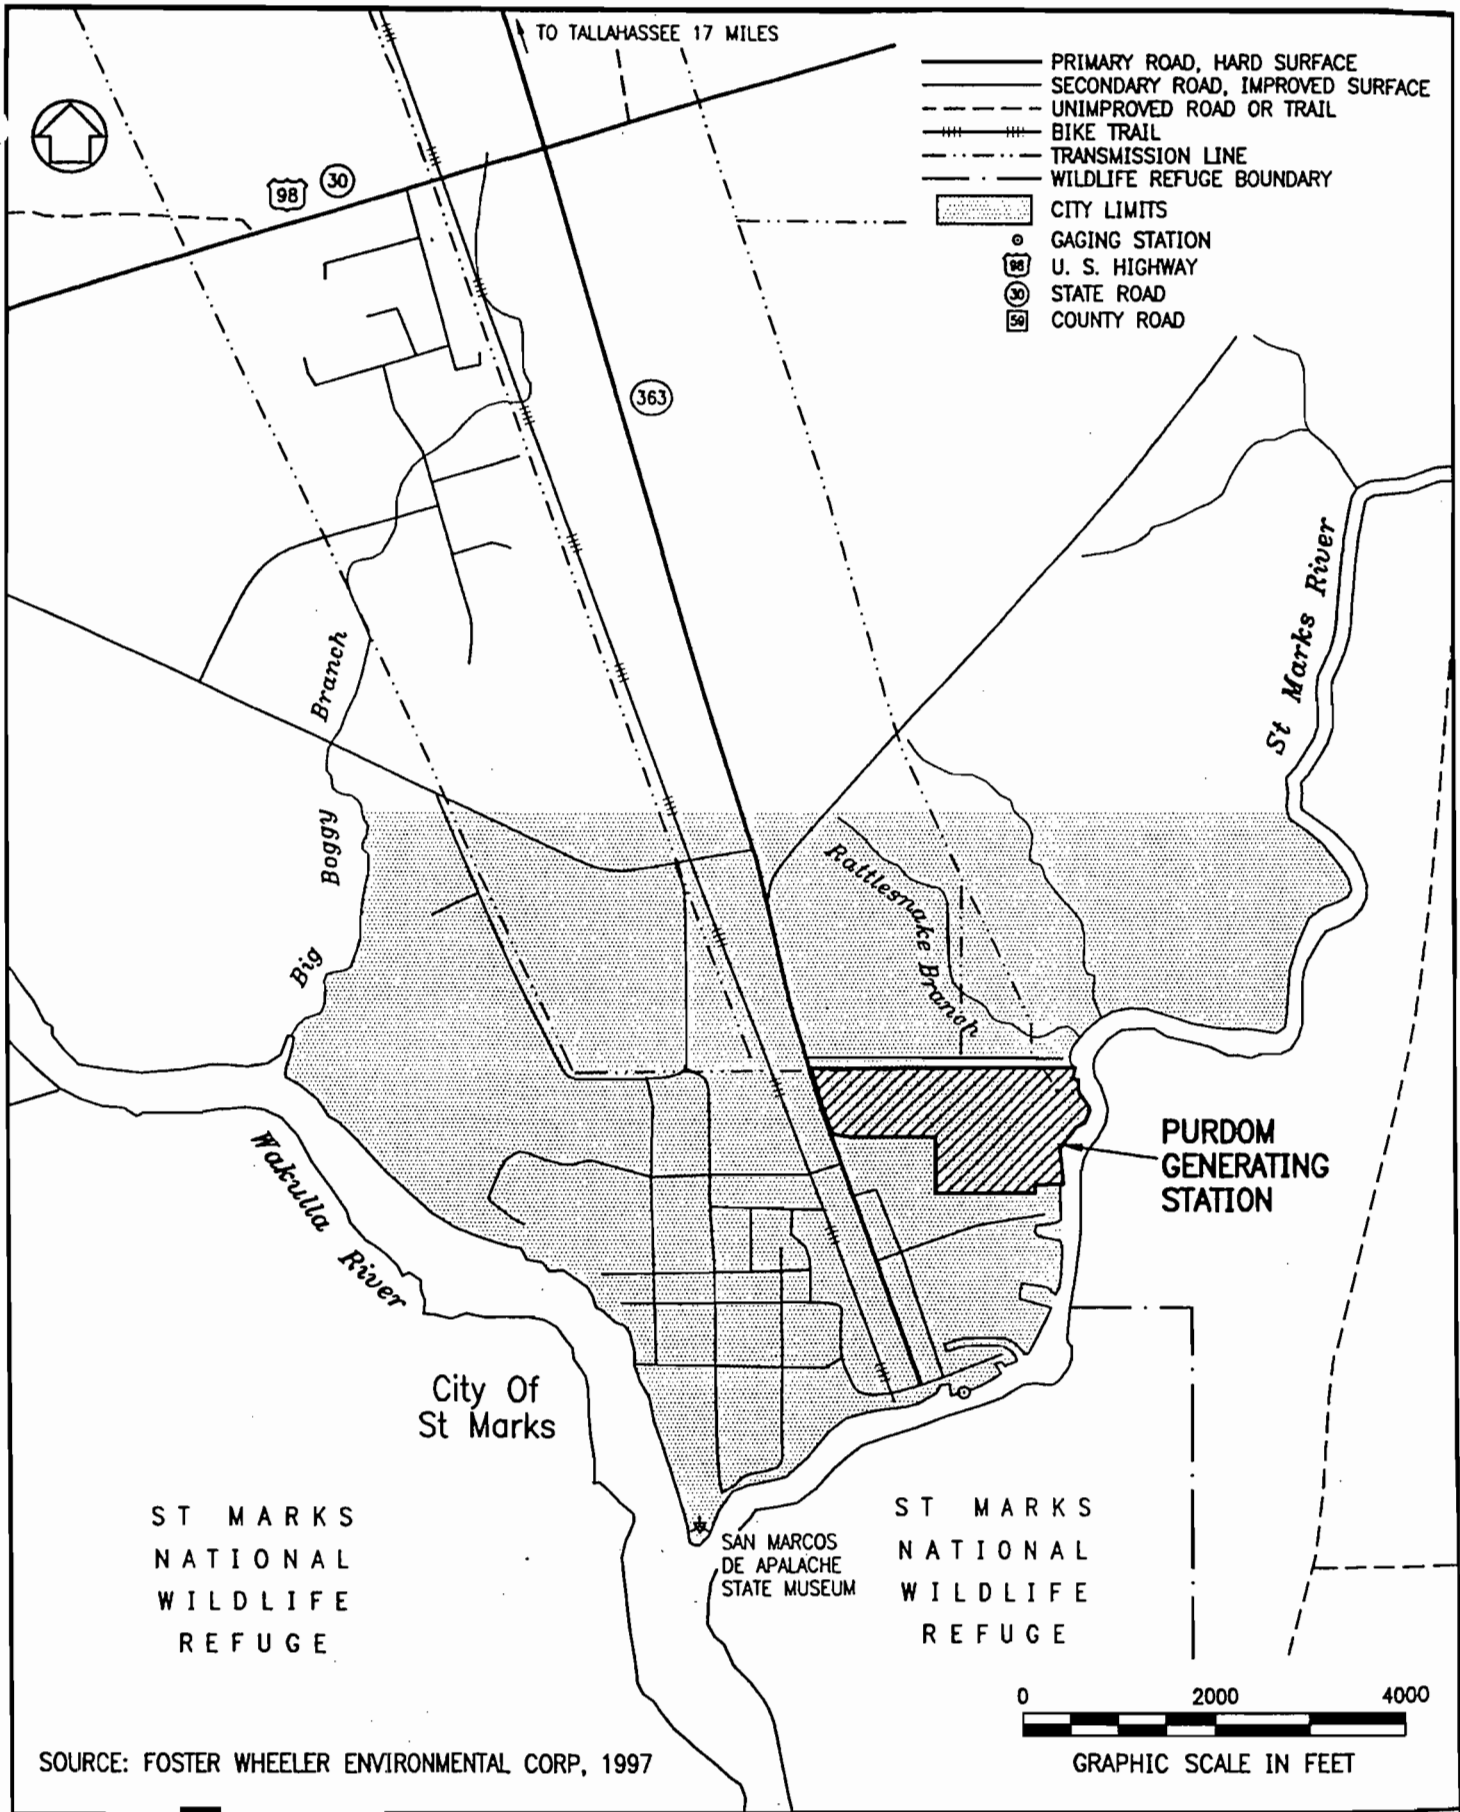 TO TALLAHASSEE 17 MILES
PRIMARY ROAD, HARD SURFACE
SECONDARY ROAD, IMPROVED SURFACE
UNIMPROVED ROAD OR TRAIL
BIKE TRAIL
TRANSMISSION LINE
WILDLIFE REFUGE BOUNDARY
CITY LIMITS
GAGING STATION
98 U. S. HIGHWAY
30 STATE ROAD
59 COUNTY ROAD
98
30
363
St Marks River
Big Boggy Branch
Rattlesnake Branch
PURDOM
GENERATING
STATION
Wakulla River
City Of
St Marks
ST MARKS
NATIONAL
WILDLIFE
REFUGE
SAN MARCOS
DE APALACHE
STATE MUSEUM
ST MARKS
NATIONAL
WILDLIFE
REFUGE
0 2000 4000
GRAPHIC SCALE IN FEET
SOURCE: FOSTER WHEELER ENVIRONMENTAL CORP, 1997